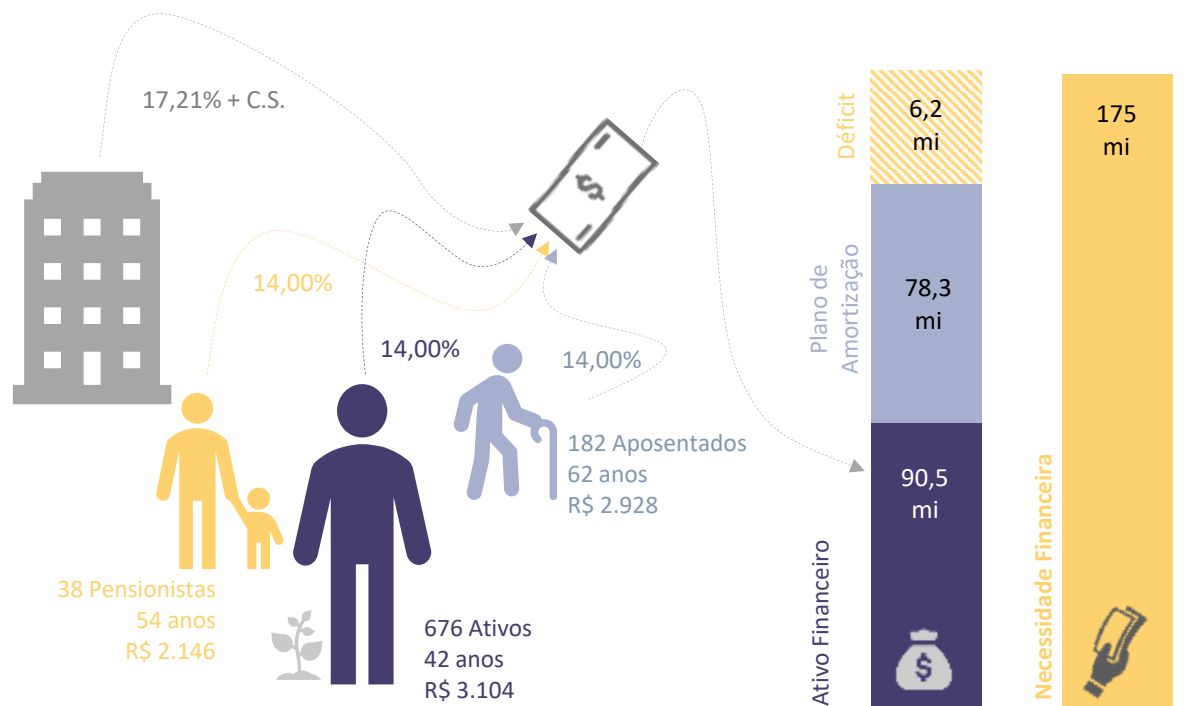 17,21% + C.S.
14,00%
14,00%
14,00%
38 Pensionistas
54 anos
R$ 2.146
676 Ativos
42 anos
R$ 3.104
182 Aposentados
62 anos
R$ 2.928
$
Déficit
6,2
mi
Plano de
Amortização
78,3
mi
Ativo Financeiro
90,5
mi
$
Necessidade Financeira
175
mi